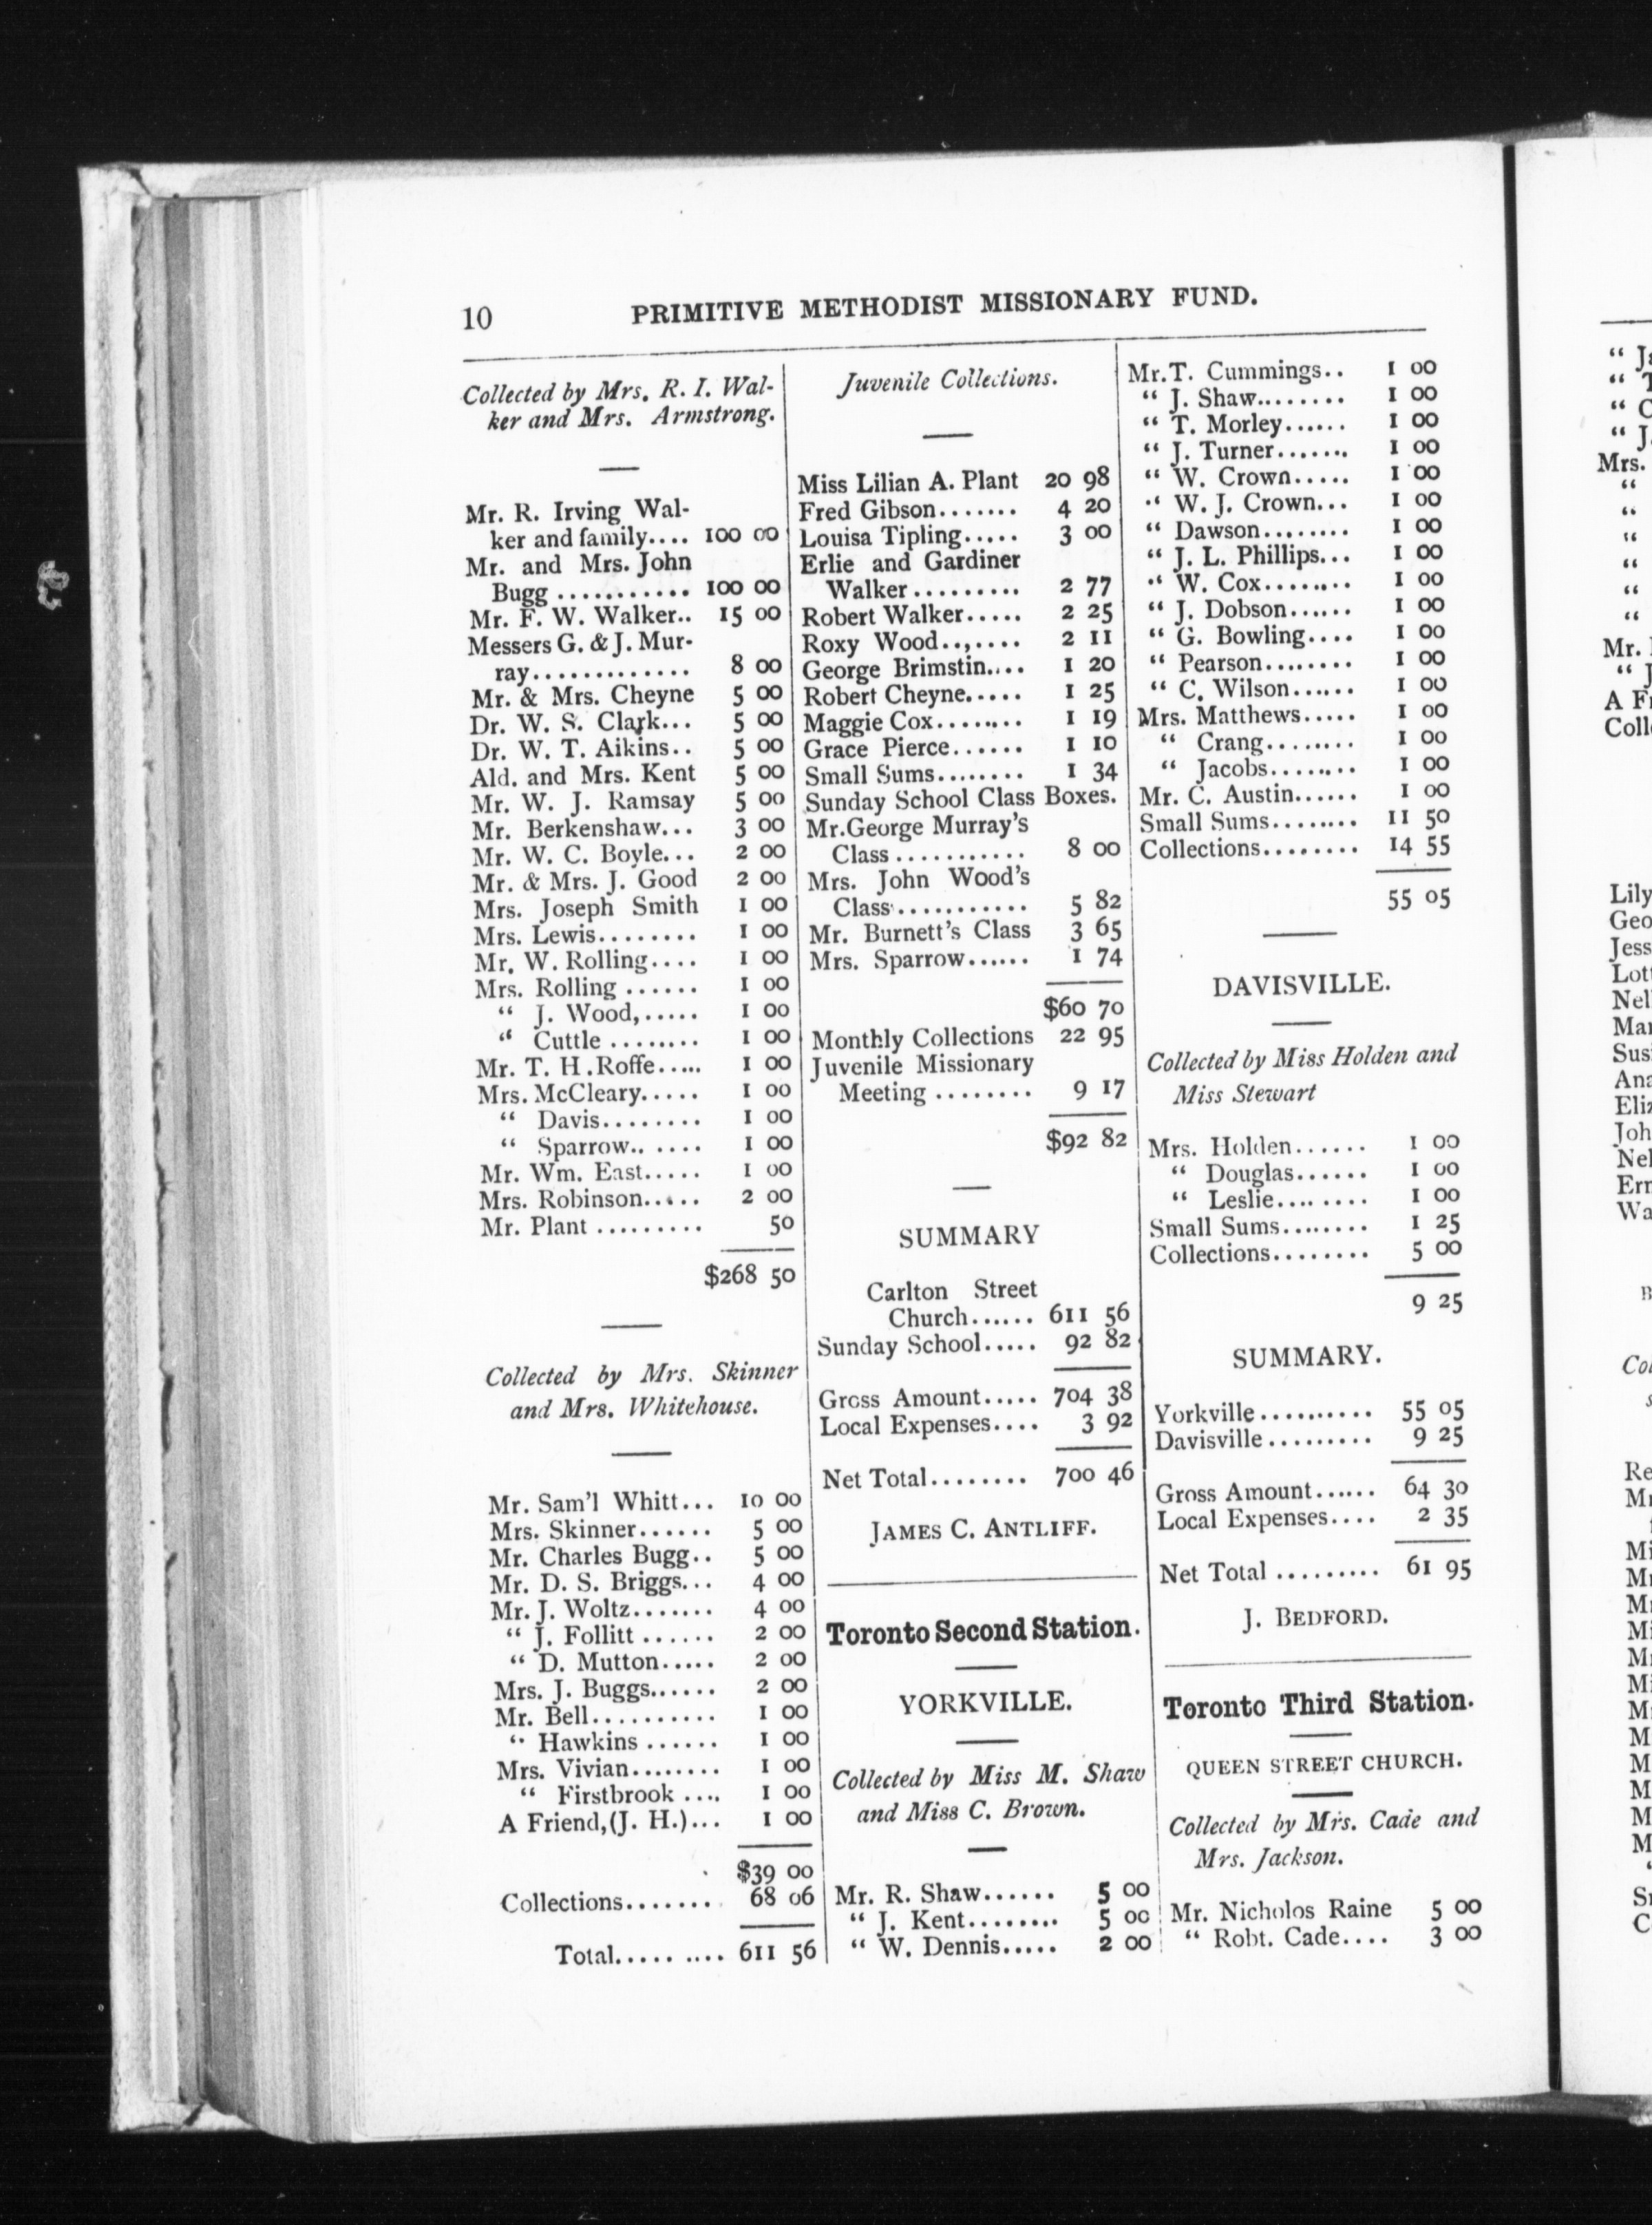 10 PRIMITIVE METHODIST MISSIONARY FUND.
Collected by Mrs. R. I. Wal-
ker and Mrs. Armstrong.
Mr. R. Irving Wal-
ker and family.... 100 00
Mr. and Mrs. John
Bugg ............ 100 00
Mr. F. W. Walker.. 15 00
Messers G. & J. Mur-
ray.............. 8 00
Mr. & Mrs. Cheyne 5 00
Dr. W. S. Clark... 5 00
Dr. W. T. Aikins.. 5 00
Ald. and Mrs. Kent 5 00
Mr. W. J. Ramsay 5 00
Mr. Berkenshaw... 3 00
Mr. W. C. Boyle... 2 00
Mr. & Mrs. J. Good 2 00
Mrs. Joseph Smith 1 00
Mrs. Lewis........ 1 00
Mr. W. Rolling.... 1 00
Mrs. Rolling ...... 1 00
“ J. Wood,..... 1 00
“ Cuttle ........ 1 00
Mr. T. H. Roffe..... 1 00
Mrs. McCleary..... 1 00
“ Davis........ 1 00
“ Sparrow.. .... 1 00
Mr. Wm. East..... 1 00
Mrs. Robinson..... 2 00
Mr. Plant ......... 50
$268 50
Collected by Mrs. Skinner
and Mrs. Whitehouse.
Mr. Sam'l Whitt... 10 00
Mrs. Skinner...... 5 00
Mr. Charles Bugg.. 5 00
Mr. D. S. Briggs... 4 00
Mr. J. Woltz....... 4 00
“ J. Follitt ...... 2 00
“ D. Mutton..... 2 00
Mrs. J. Buggs...... 2 00
Mr. Bell.......... 1 00
“ Hawkins ...... 1 00
Mrs. Vivian........ 1 00
“ Firstbrook .... 1 00
A Friend,(J. H.)... 1 00
$39 00
Collections........ 68 06
Total..... .... 611 56
Juvenile Collections.
Miss Lilian A. Plant 20 98
Fred Gibson....... 4 20
Louisa Tipling..... 3 00
Erlie and Gardiner
Walker......... 2 77
Robert Walker..... 2 25
Roxy Wood..,.... 2 11
George Brimstin.... 1 20
Robert Cheyne..... 1 25
Maggie Cox........ 1 19
Grace Pierce...... 1 10
Small Sums........ 1 34
Sunday School Class Boxes.
Mr.George Murray's
Class ........... 8 00
Mrs. John Wood's
Class........... 5 82
Mr. Burnett's Class 3 65
Mrs. Sparrow...... 1 74
$60 70
Monthly Collections 22 95
Juvenile Missionary
Meeting ........ 9 17
$92 82
SUMMARY
Carlton Street
Church...... 611 56
Sunday School..... 92 82
Gross Amount..... 704 38
Local Expenses.... 3 92
Net Total........ 700 46
JAMES C. ANTLIFF.
Toronto Second Station.
YORKVILLE.
Collected by Miss M. Shaw
and Miss C. Brown.
Mr. R. Shaw...... 5 00
“ J. Kent........ 5 00
“ W. Dennis..... 2 00
Mr.T. Cummings.. 1 00
“ J. Shaw........ 1 00
“ T. Morley...... 1 00
“ J. Turner....... 1 00
“ W. Crown..... 1 00
“ W. J. Crown... 1 00
“ Dawson........ 1 00
“ J. L. Phillips... 1 00
“ W. Cox........ 1 00
“ J. Dobson...... 1 00
“ G. Bowling.... 1 00
“ Pearson........ 1 00
“ C. Wilson...... 1 00
Mrs. Matthews..... 1 00
“ Crang........ 1 00
“ Jacobs........ 1 00
Mr. C. Austin...... 1 00
Small Sums........ 11 50
Collections........ 14 55
55 05
DAVISVILLE.
Collected by Miss Holden and
Miss Stewart
Mrs. Holden...... 1 00
“ Douglas...... 1 00
“ Leslie........ 1 00
Small Sums........ 1 25
Collections........ 5 00
9 25
SUMMARY.
Yorkville.......... 55 05
Davisville......... 9 25
Gross Amount...... 64 30
Local Expenses.... 2 35
Net Total ......... 61 95
J. BEDFORD.
Toronto Third Station.
QUEEN STREET CHURCH.
Collected by Mrs. Cade and
Mrs. Jackson.
Mr. Nicholos Raine 5 00
“ Robt. Cade.... 3 00